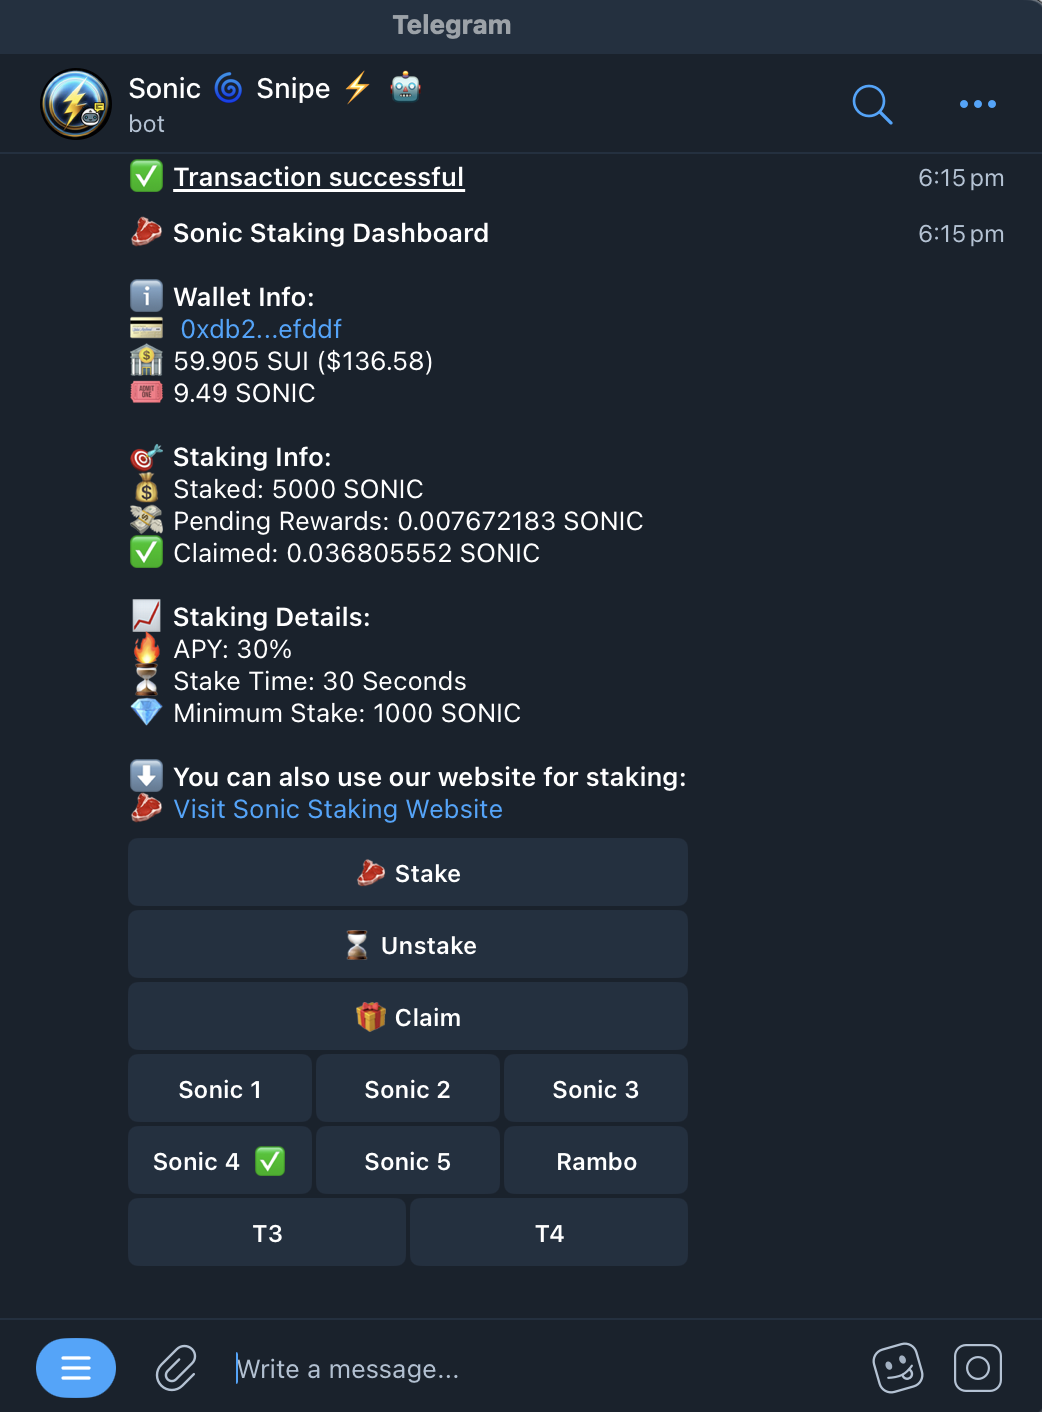 Telegram
Sonic 🌀 Snipe ⚡ 🤖
bot
✅ Transaction successful 6:15 pm
🥩 Sonic Staking Dashboard 6:15 pm
ℹ️ Wallet Info:
💳 0xdb2...efddf
🏦 59.905 SUI ($136.58)
🎟 9.49 SONIC
🎯 Staking Info:
💰 Staked: 5000 SONIC
💸 Pending Rewards: 0.007672183 SONIC
✅ Claimed: 0.036805552 SONIC
📈 Staking Details:
🔥 APY: 30%
⏳ Stake Time: 30 Seconds
💎 Minimum Stake: 1000 SONIC
⬇️ You can also use our website for staking:
🥩 Visit Sonic Staking Website
🥩 Stake
⏳ Unstake
🎁 Claim
Sonic 1 Sonic 2 Sonic 3
Sonic 4 ✅ Sonic 5 Rambo
T3 T4
Write a message...